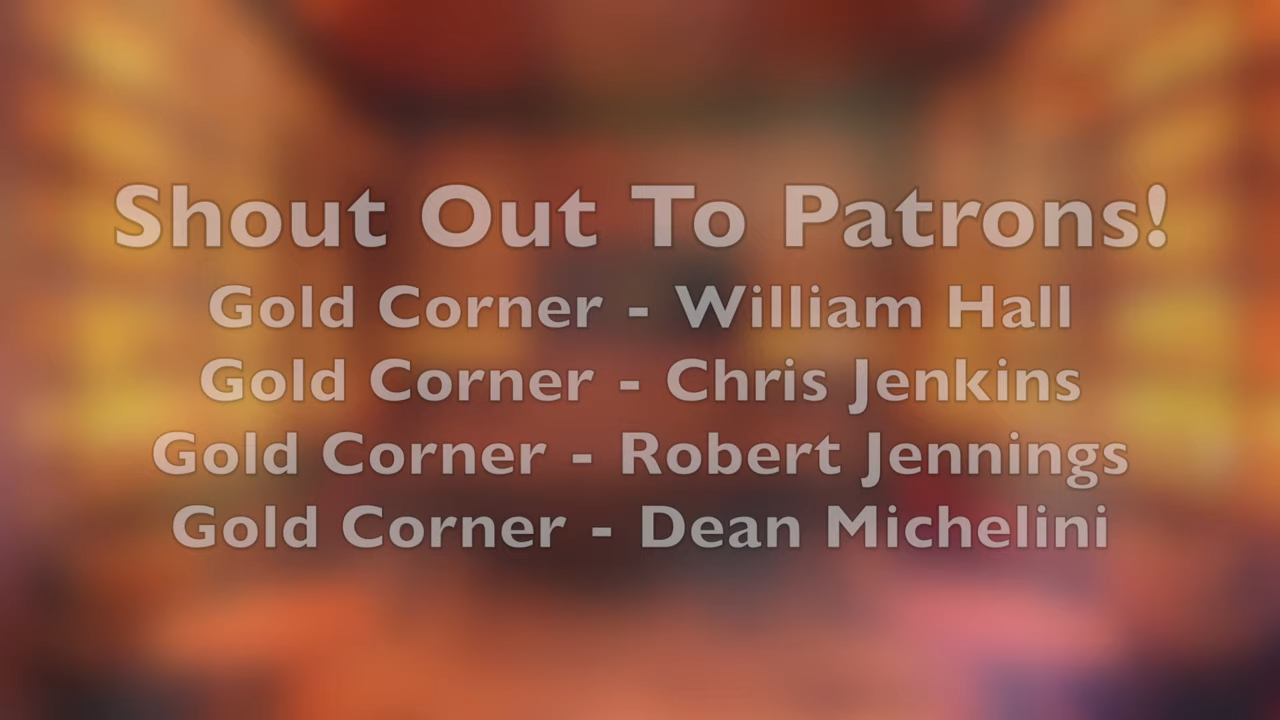 Shout Out To Patrons!
Gold Corner - William Hall
Gold Corner - Chris Jenkins
Gold Corner - Robert Jennings
Gold Corner - Dean Michelini